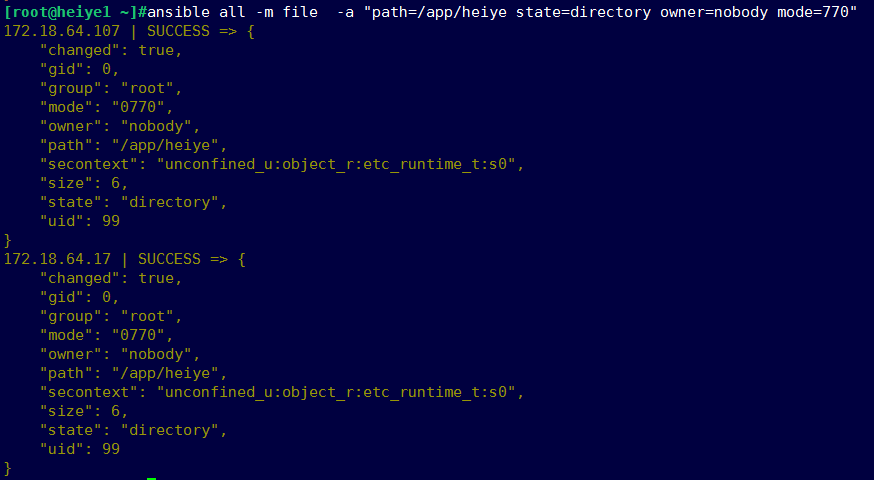 [root@heiye1 ~]#ansible all -m file  -a "path=/app/heiye state=directory owner=nobody mode=770"
172.18.64.107 | SUCCESS => {
    "changed": true,
    "gid": 0,
    "group": "root",
    "mode": "0770",
    "owner": "nobody",
    "path": "/app/heiye",
    "secontext": "unconfined_u:object_r:etc_runtime_t:s0",
    "size": 6,
    "state": "directory",
    "uid": 99
}
172.18.64.17 | SUCCESS => {
    "changed": true,
    "gid": 0,
    "group": "root",
    "mode": "0770",
    "owner": "nobody",
    "path": "/app/heiye",
    "secontext": "unconfined_u:object_r:etc_runtime_t:s0",
    "size": 6,
    "state": "directory",
    "uid": 99
}